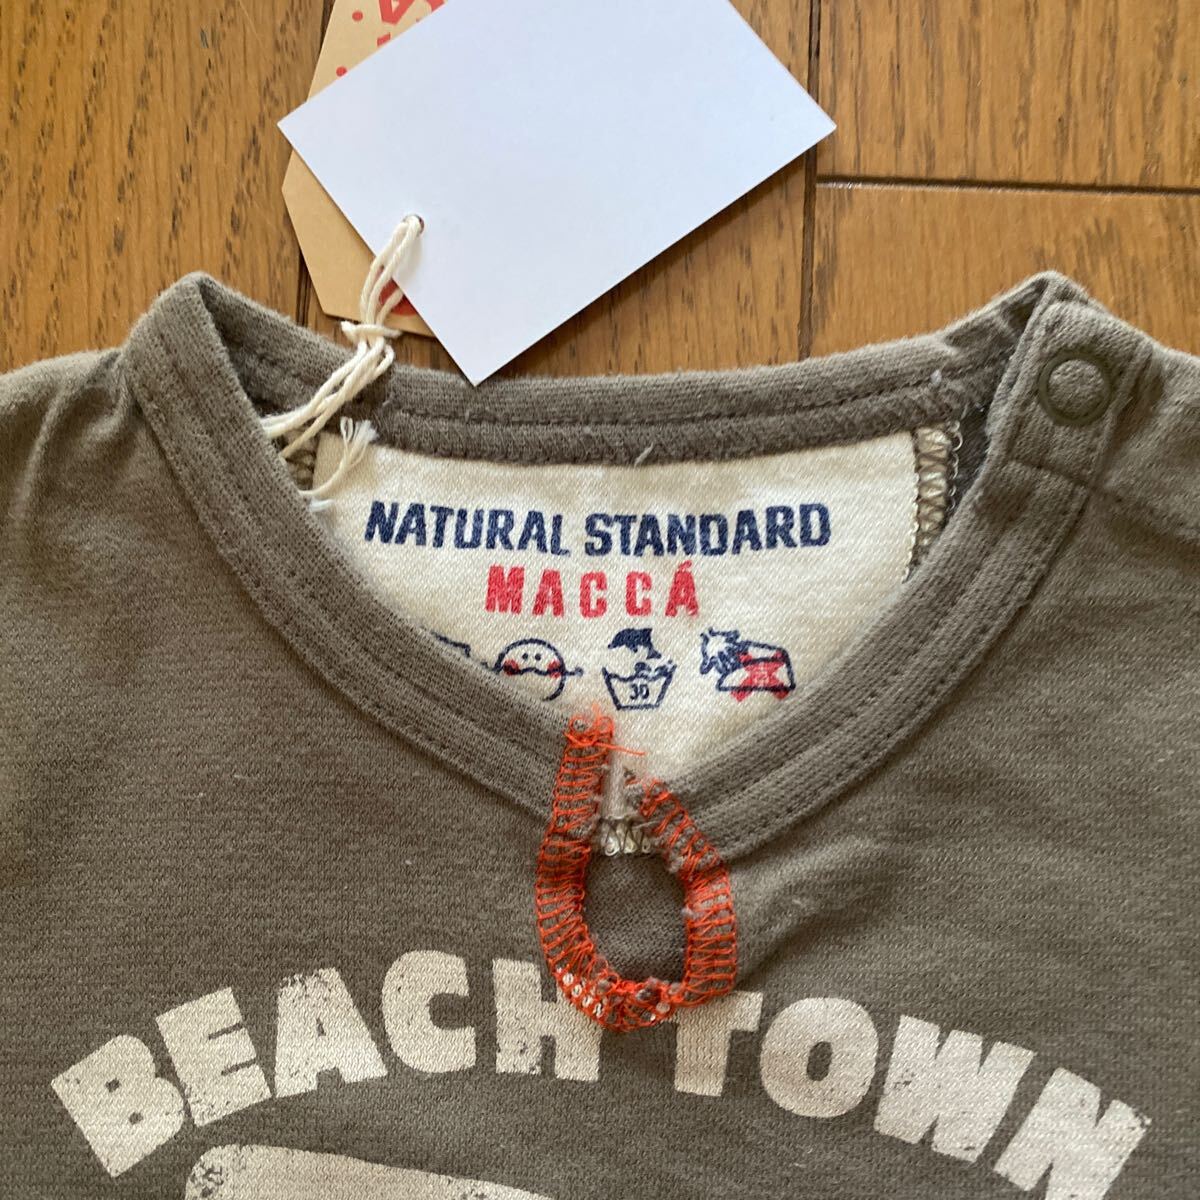 NATURAL STANDARD
MACCÁ
30
BEACH TOWN